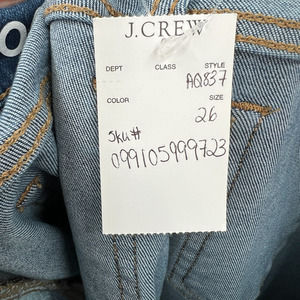 J.CREW
DEPT CLASS STYLE
AQ837
COLOR SIZE
26
Sku#
099105999723